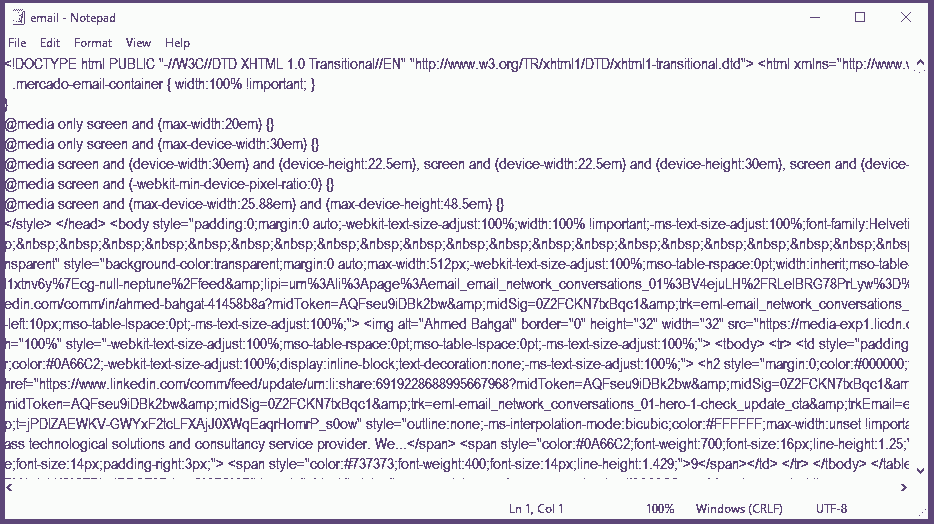 email - Notepad
File Edit Format View Help
<!DOCTYPE html PUBLIC "-//W3C//DTD XHTML 1.0 Transitional//EN" "http://www.w3.org/TR/xhtml1/DTD/xhtml1-transitional.dtd"> <html xmlns="http://www.
.mercado-email-container { width:100% !important; }
}
@media only screen and (max-width:20em) {}
@media only screen and (max-device-width:30em) {}
@media screen and (device-width:30em) and (device-height:22.5em), screen and (device-width:22.5em) and (device-height:30em), screen and (device-
@media screen and (-webkit-min-device-pixel-ratio:0) {}
@media screen and (max-device-width:25.88em) and (max-device-height:48.5em) {}
</style> </head> <body style="padding:0;margin:0 auto;-webkit-text-size-adjust:100%;width:100% !important;-ms-text-size-adjust:100%;font-family:Helveti
p;&nbsp;&nbsp;&nbsp;&nbsp;&nbsp;&nbsp;&nbsp;&nbsp;&nbsp;&nbsp;&nbsp;&nbsp;&nbsp;&nbsp;&nbsp;&nbsp;&nbsp;&nbsp;&nbsp;&nbsp;&nbsp;&nbsp;&nbsp;&nbsp;&nbsp
nsparent" style="background-color:transparent;margin:0 auto;max-width:512px;-webkit-text-size-adjust:100%;mso-table-rspace:0pt;width:inherit;mso-table
l1xtnv6y%7Ecg-null-neptune%2Ffeed&amp;lipi=urn%3Ali%3Apage%3Aemail_email_network_conversations_01%3BV4ejuLH%2FRLelBRG78PrLyw%3D%
edin.com/comm/in/ahmed-bahgat-41458b8a?midToken=AQFseu9iDBk2bw&amp;midSig=0Z2FCKN7txBqc1&amp;trk=eml-email_network_conversations_
-left:10px;mso-table-lspace:0pt;-ms-text-size-adjust:100%;"> <img alt="Ahmed Bahgat" border="0" height="32" width="32" src="https://media-exp1.licdn.c
h="100%" style="-webkit-text-size-adjust:100%;mso-table-rspace:0pt;mso-table-lspace:0pt;-ms-text-size-adjust:100%;"> <tbody> <tr> <td style="padding
r;color:#0A66C2;-webkit-text-size-adjust:100%;display:inline-block;text-decoration:none;-ms-text-size-adjust:100%;"> <h2 style="margin:0;color:#000000;
href="https://www.linkedin.com/comm/feed/update/urn:li:share:6919228688995667968?midToken=AQFseu9iDBk2bw&amp;midSig=0Z2FCKN7txBqc1&am
midToken=AQFseu9iDBk2bw&amp;midSig=0Z2FCKN7txBqc1&amp;trk=eml-email_network_conversations_01-hero-1-check_update_cta&amp;trkEmail=e
p;t=jPDlZAEWKV-GWYxF2tcLFXAjJ0XWqEaqrHomrP_s0ow" style="outline:none;-ms-interpolation-mode:bicubic;color:#FFFFFF;max-width:unset !importa
ass technological solutions and consultancy service provider. We...</span> <span style="color:#0A66C2;font-weight:700;font-size:16px;line-height:1.25;"
e;font-size:14px;padding-right:3px;"> <span style="color:#737373;font-weight:400;font-size:14px;line-height:1.429;">9</span></td> </tr> </tbody> </table
Ln 1, Col 1 100% Windows (CRLF) UTF-8